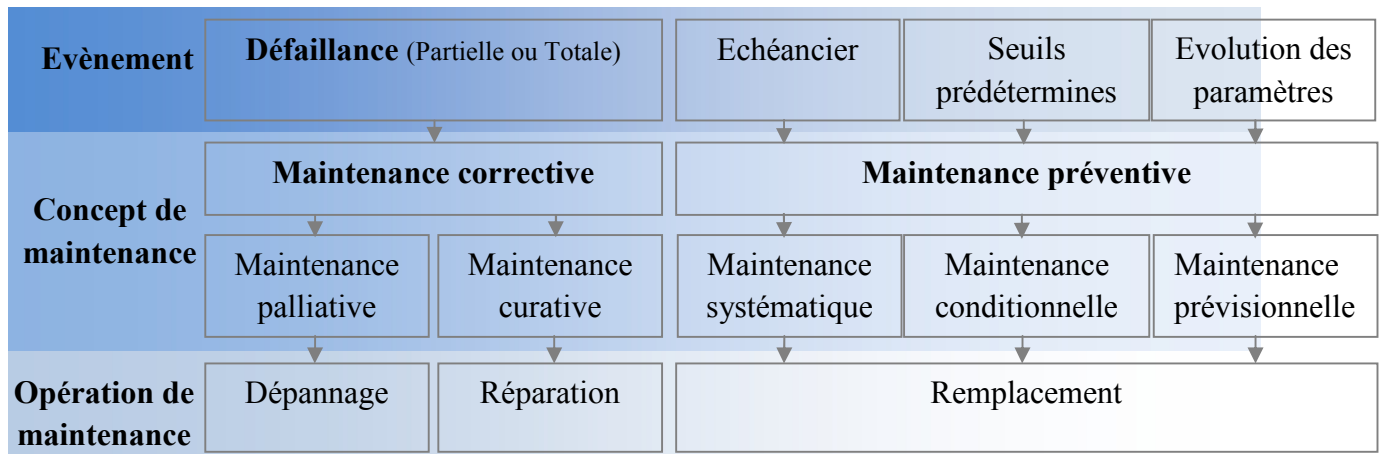 Evènement
Défaillance (Partielle ou Totale)
Echéancier
Seuils
prédétermines
Evolution des
paramètres
Concept de
maintenance
Maintenance corrective
Maintenance préventive
Maintenance
palliative
Maintenance
curative
Maintenance
systématique
Maintenance
conditionnelle
Maintenance
prévisionnelle
Opération de
maintenance
Dépannage
Réparation
Remplacement